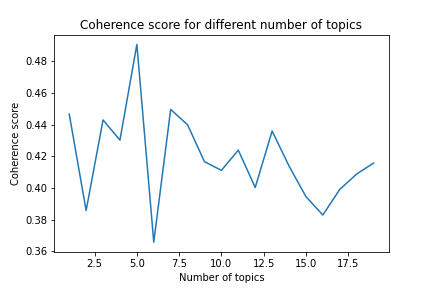 Coherence score for different number of topics
0.48
0.46
0.44
0.42
0.40
0.38
0.36
Coherence score
2.5 5.0 7.5 10.0 12.5 15.0 17.5
Number of topics